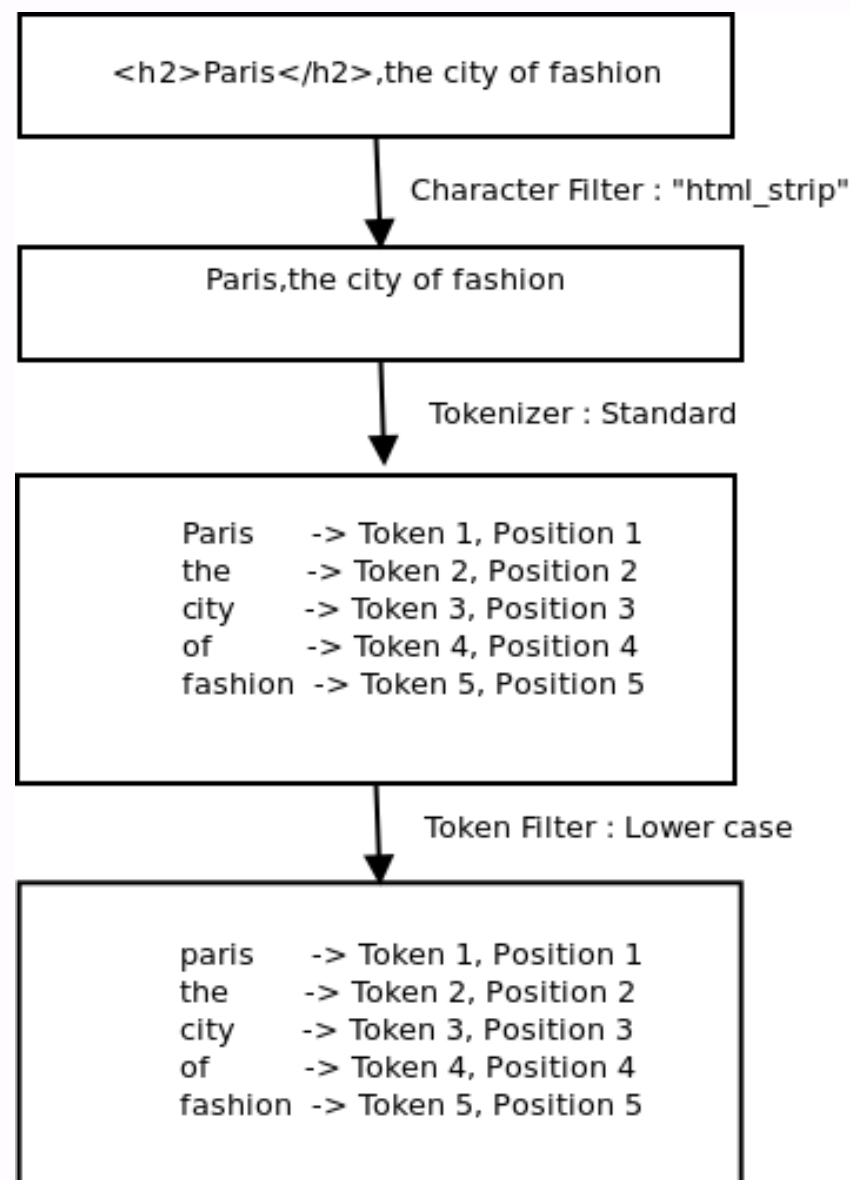 <h2>Paris</h2>,the city of fashion
Character Filter : "html_strip"
Paris,the city of fashion
Tokenizer : Standard
Paris -> Token 1, Position 1
the -> Token 2, Position 2
city -> Token 3, Position 3
of -> Token 4, Position 4
fashion -> Token 5, Position 5
Token Filter : Lower case
paris -> Token 1, Position 1
the -> Token 2, Position 2
city -> Token 3, Position 3
of -> Token 4, Position 4
fashion -> Token 5, Position 5